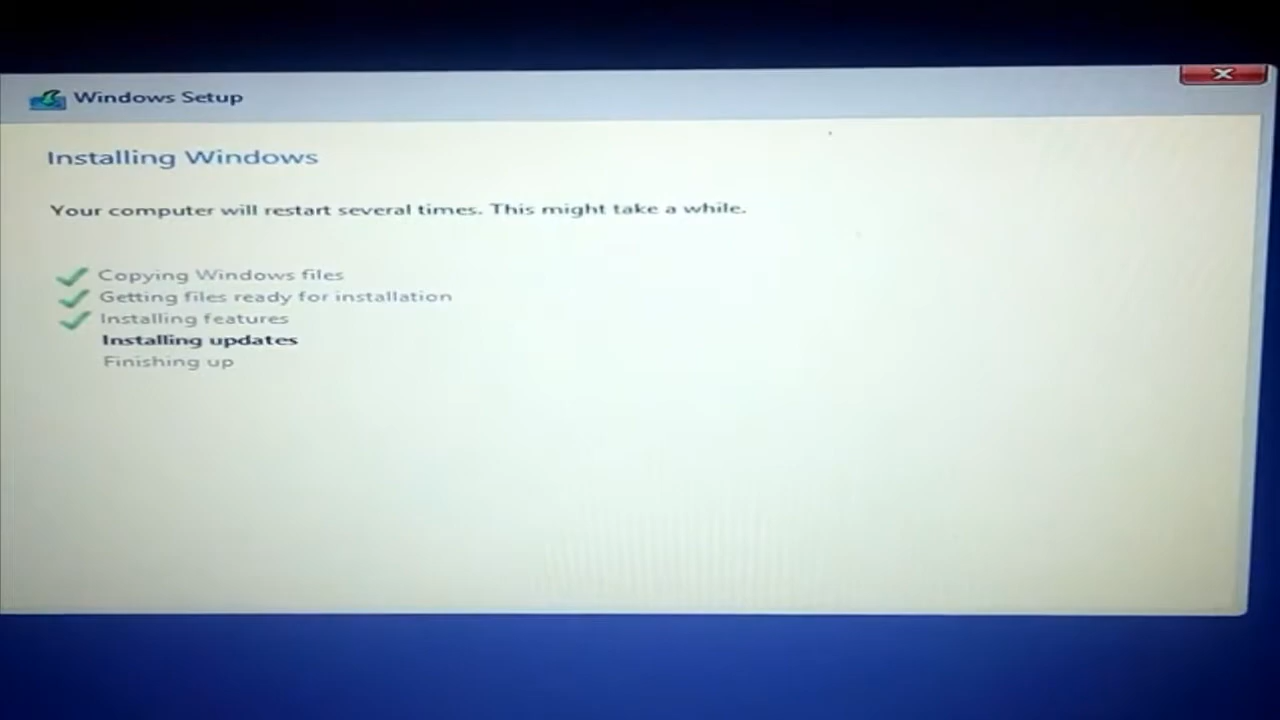 Windows Setup
Installing Windows
Your computer will restart several times. This might take a while.
Copying Windows files
Getting files ready for installation
Installing features
Installing updates
Finishing up